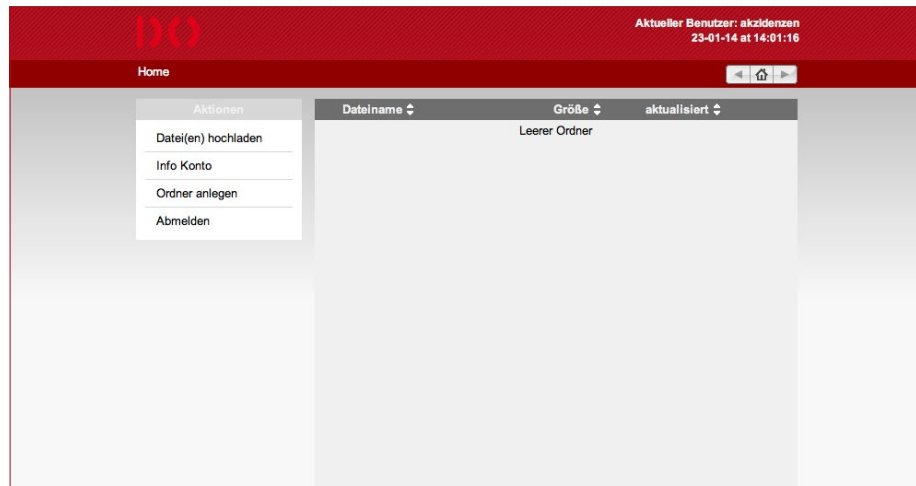 DO
Aktueller Benutzer: akzidenzen
23-01-14 at 14:01:16
Home
Aktionen
Datei(en) hochladen
Info Konto
Ordner anlegen
Abmelden
Dateiname Größe aktualisiert
Leerer Ordner